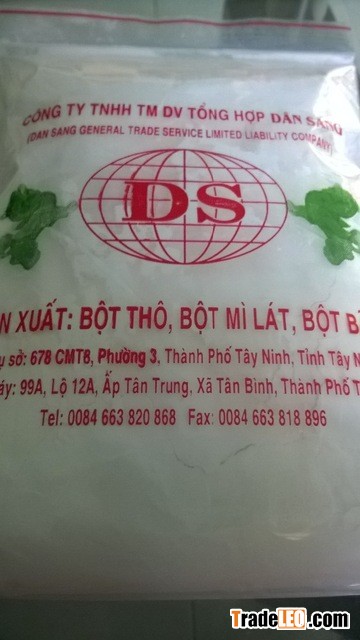 CÔNG TY TNHH TM DV TỔNG HỢP DÂN SANG
(DAN SANG GENERAL TRADE SERVICE LIMITED LIABILITY COMPANY)
DS
N XUẤT: BỘT THÔ, BỘT MÌ LÁT, BỘT B
ụ sở: 678 CMT8, Phường 3, Thành Phố Tây Ninh, Tỉnh Tây N
áy: 99A, Lộ 12A, Ấp Tân Trung, Xã Tân Bình, Thành Phố T
Tel: 0084 663 820 868 Fax: 0084 663 818 896
TradeLEO.com